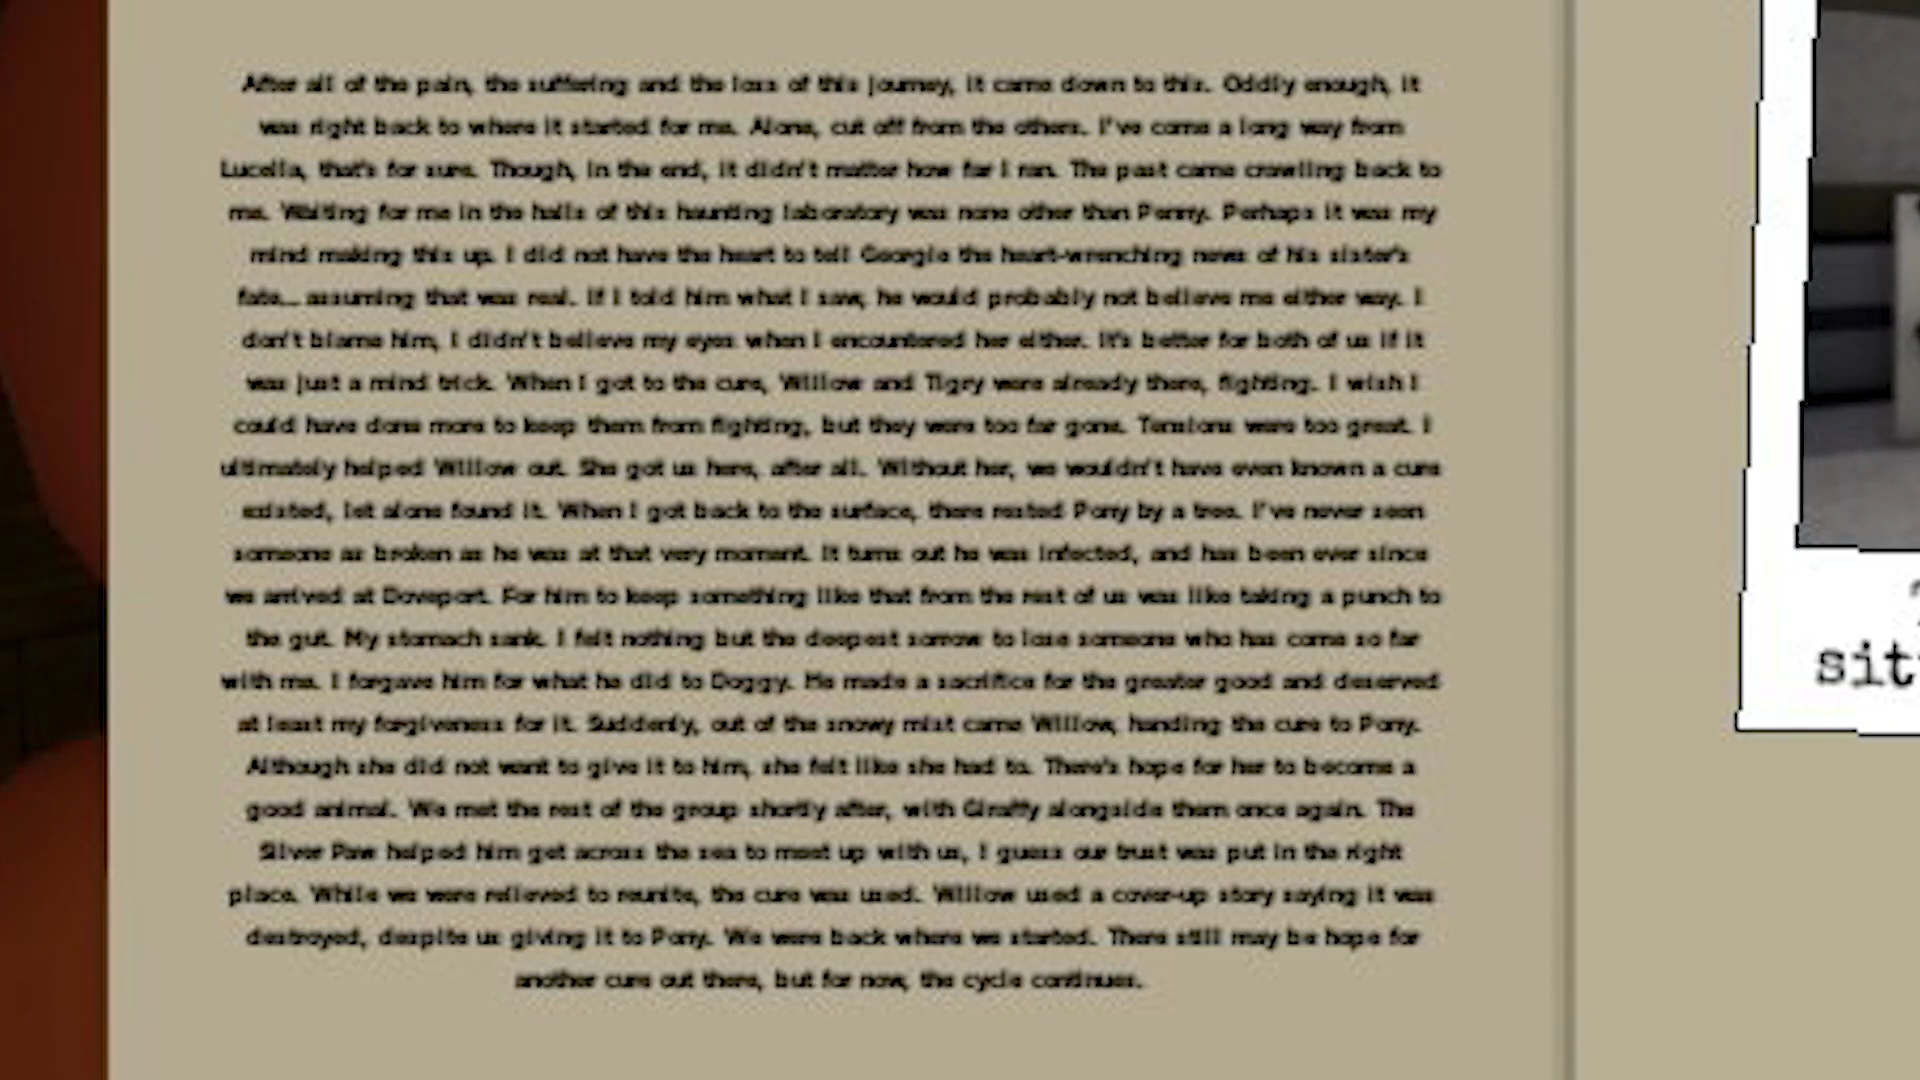 After all of the pain, the suffering and the loss of this journey, it came down to this. Oddly enough, it
was right back to where it started for me. Alone, cut off from the others. I've come a long way from
Lucella, that's for sure. Though, in the end, it didn't matter how far I ran. The past came crawling back to
me. Waiting for me in the halls of this haunting laboratory was none other than Penny. Perhaps it was my
mind making this up. I did not have the heart to tell Georgie the heart-wrenching news of his sister's
fate... assuming that was real. If I told him what I saw, he would probably not believe me either way. I
don't blame him, I didn't believe my eyes when I encountered her either. It's better for both of us if it
was just a mind trick. When I got to the cure, Willow and Tigry were already there, fighting. I wish I
could have done more to keep them from fighting, but they were too far gone. Tensions were too great. I
ultimately helped Willow out. She got us here, after all. Without her, we wouldn't have even known a cure
existed, let alone found it. When I got back to the surface, there rested Pony by a tree. I've never seen
someone as broken as he was at that very moment. It turns out he was infected, and has been ever since
we arrived at Doveport. For him to keep something like that from the rest of us was like taking a punch to
the gut. My stomach sank. I felt nothing but the deepest sorrow to lose someone who has come so far
with me. I forgave him for what he did to Doggy. He made a sacrifice for the greater good and deserved
at least my forgiveness for it. Suddenly, out of the snowy mist came Willow, handing the cure to Pony.
Although she did not want to give it to him, she felt like she had to. There's hope for her to become a
good animal. We met the rest of the group shortly after, with Giraffy alongside them once again. The
Silver Paw helped him get across the sea to meet up with us, I guess our trust was put in the right
place. While we were relieved to reunite, the cure was used. Willow used a cover-up story saying it was
destroyed, despite us giving it to Pony. We were back where we started. There still may be hope for
another cure out there, but for now, the cycle continues.